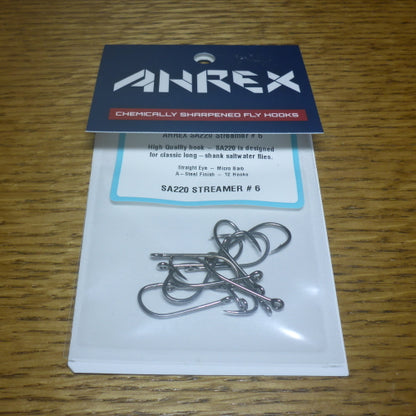 AHREX
CHEMICALLY SHARPENED FLY HOOKS
AHREX SA220 Streamer # 6
High Quality hook – SA220 is designed
for classic long – shank saltwater flies.
Straight Eye – Micro Barb
A-Steel Finish – 12 Hooks
SA220 STREAMER # 6